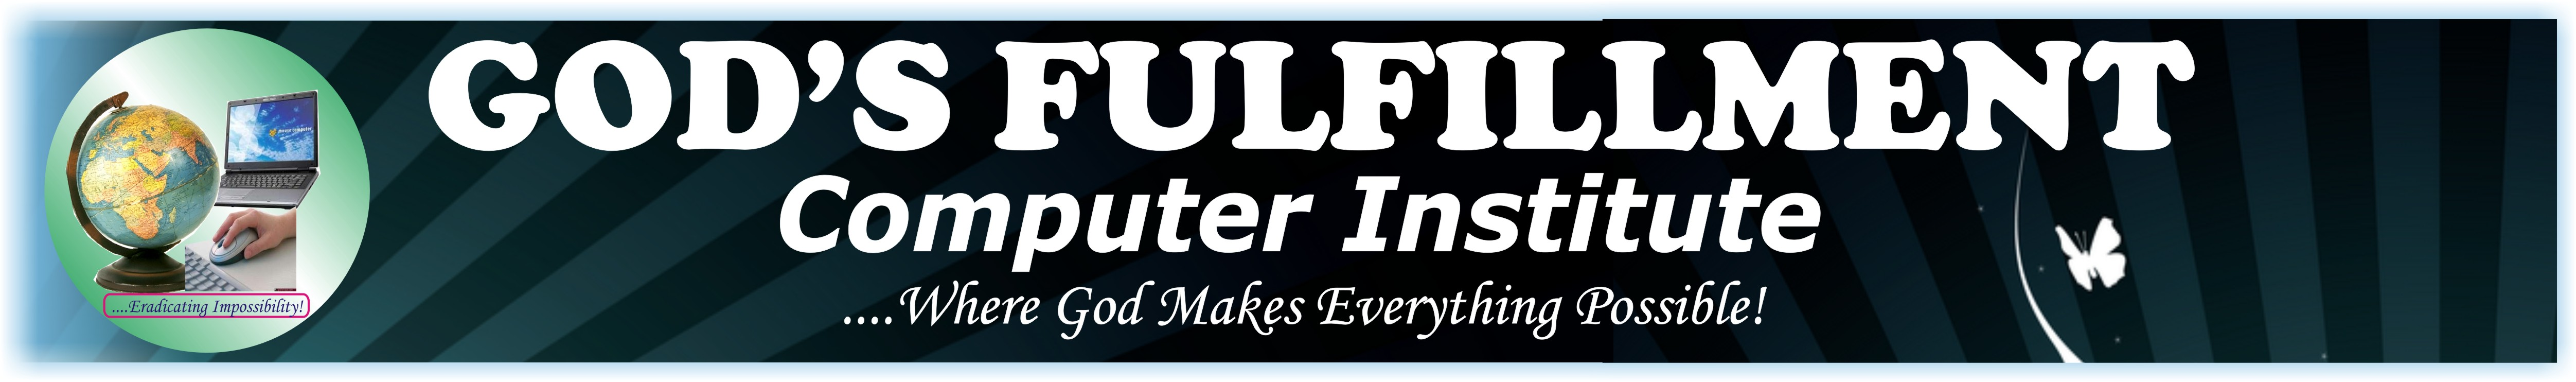 GOD'S FULFILLMENT
Computer Institute
....Where God Makes Everything Possible!
....Eradicating Impossibility!